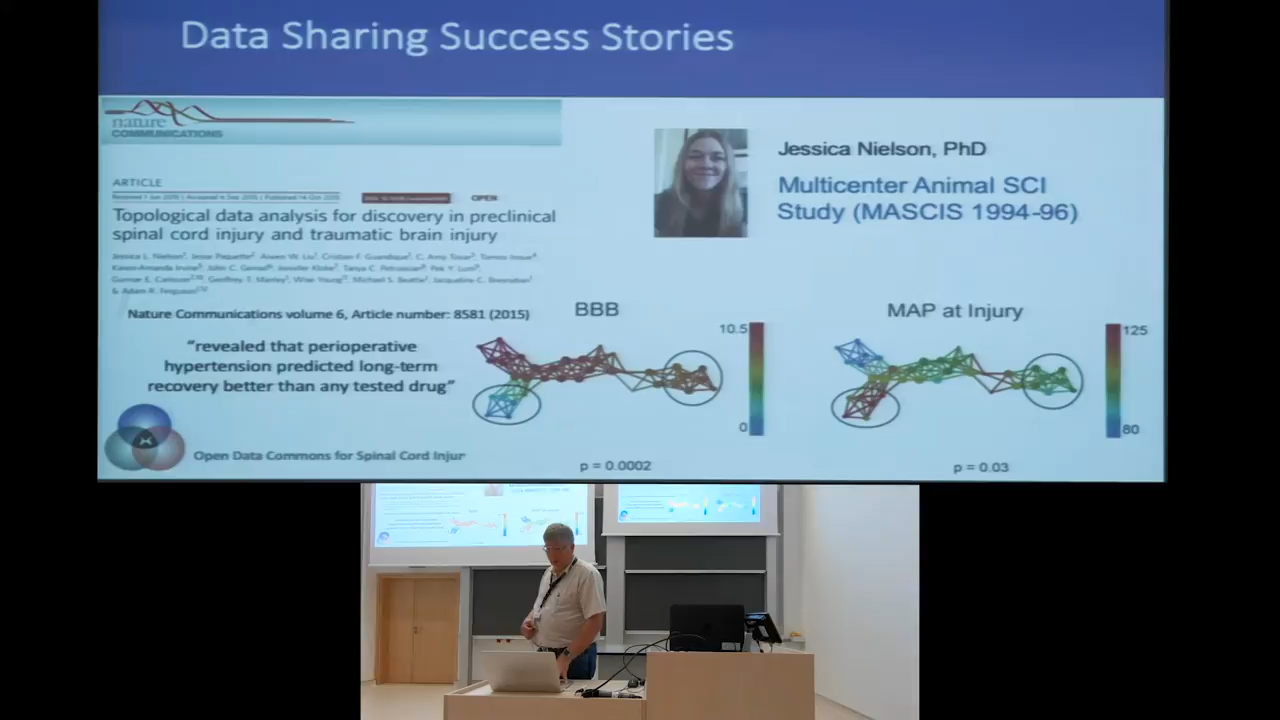 Data Sharing Success Stories
nature
COMMUNICATIONS
ARTICLE
OPEN
Topological data analysis for discovery in preclinical
spinal cord injury and traumatic brain injury
Nature Communications volume 6, Article number: 8581 (2015)
"revealed that perioperative
hypertension predicted long-term
recovery better than any tested drug"
Open Data Commons for Spinal Cord Injur
Jessica Nielson, PhD
Multicenter Animal SCI
Study (MASCIS 1994-96)
BBB
10.5
0
p = 0.0002
MAP at Injury
125
80
p = 0.03